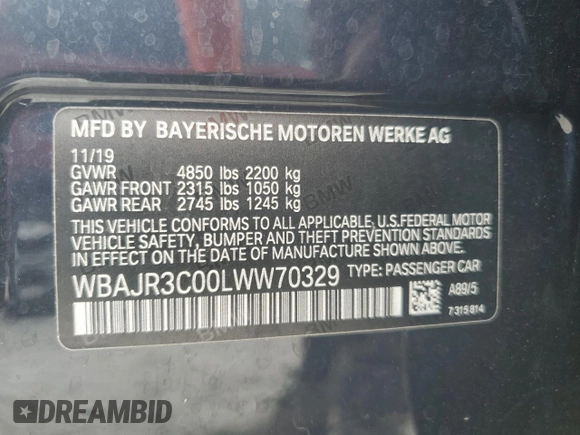 MFD BY BAYERISCHE MOTOREN WERKE AG
11/19
GVWR 4850 lbs 2200 kg
GAWR FRONT 2315 lbs 1050 kg
GAWR REAR 2745 lbs 1245 kg
THIS VEHICLE CONFORMS TO ALL APPLICABLE, U.S.FEDERAL MOTOR
VEHICLE SAFETY, BUMPER AND THEFT PREVENTION STANDARDS
IN EFFECT ON THE DATE OF MANUFACTURE SHOWN ABOVE.
WBAJR3C00LWW70329 TYPE: PASSENGER CAR
A89/5
7315814
DREAMBID